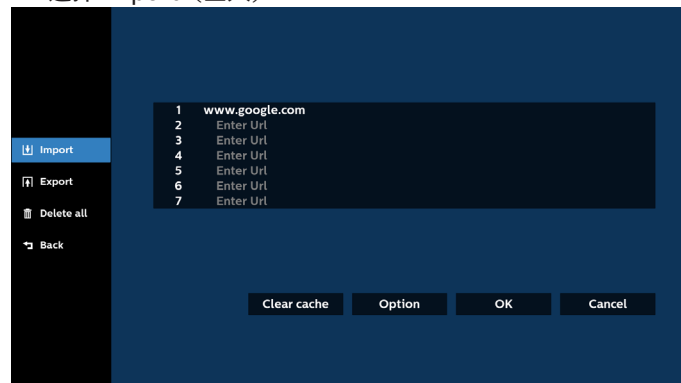 1 www.google.com
2 Enter Url
3 Enter Url
4 Enter Url
5 Enter Url
6 Enter Url
7 Enter Url
Import
Export
Delete all
Back
Clear cache
Option
OK
Cancel